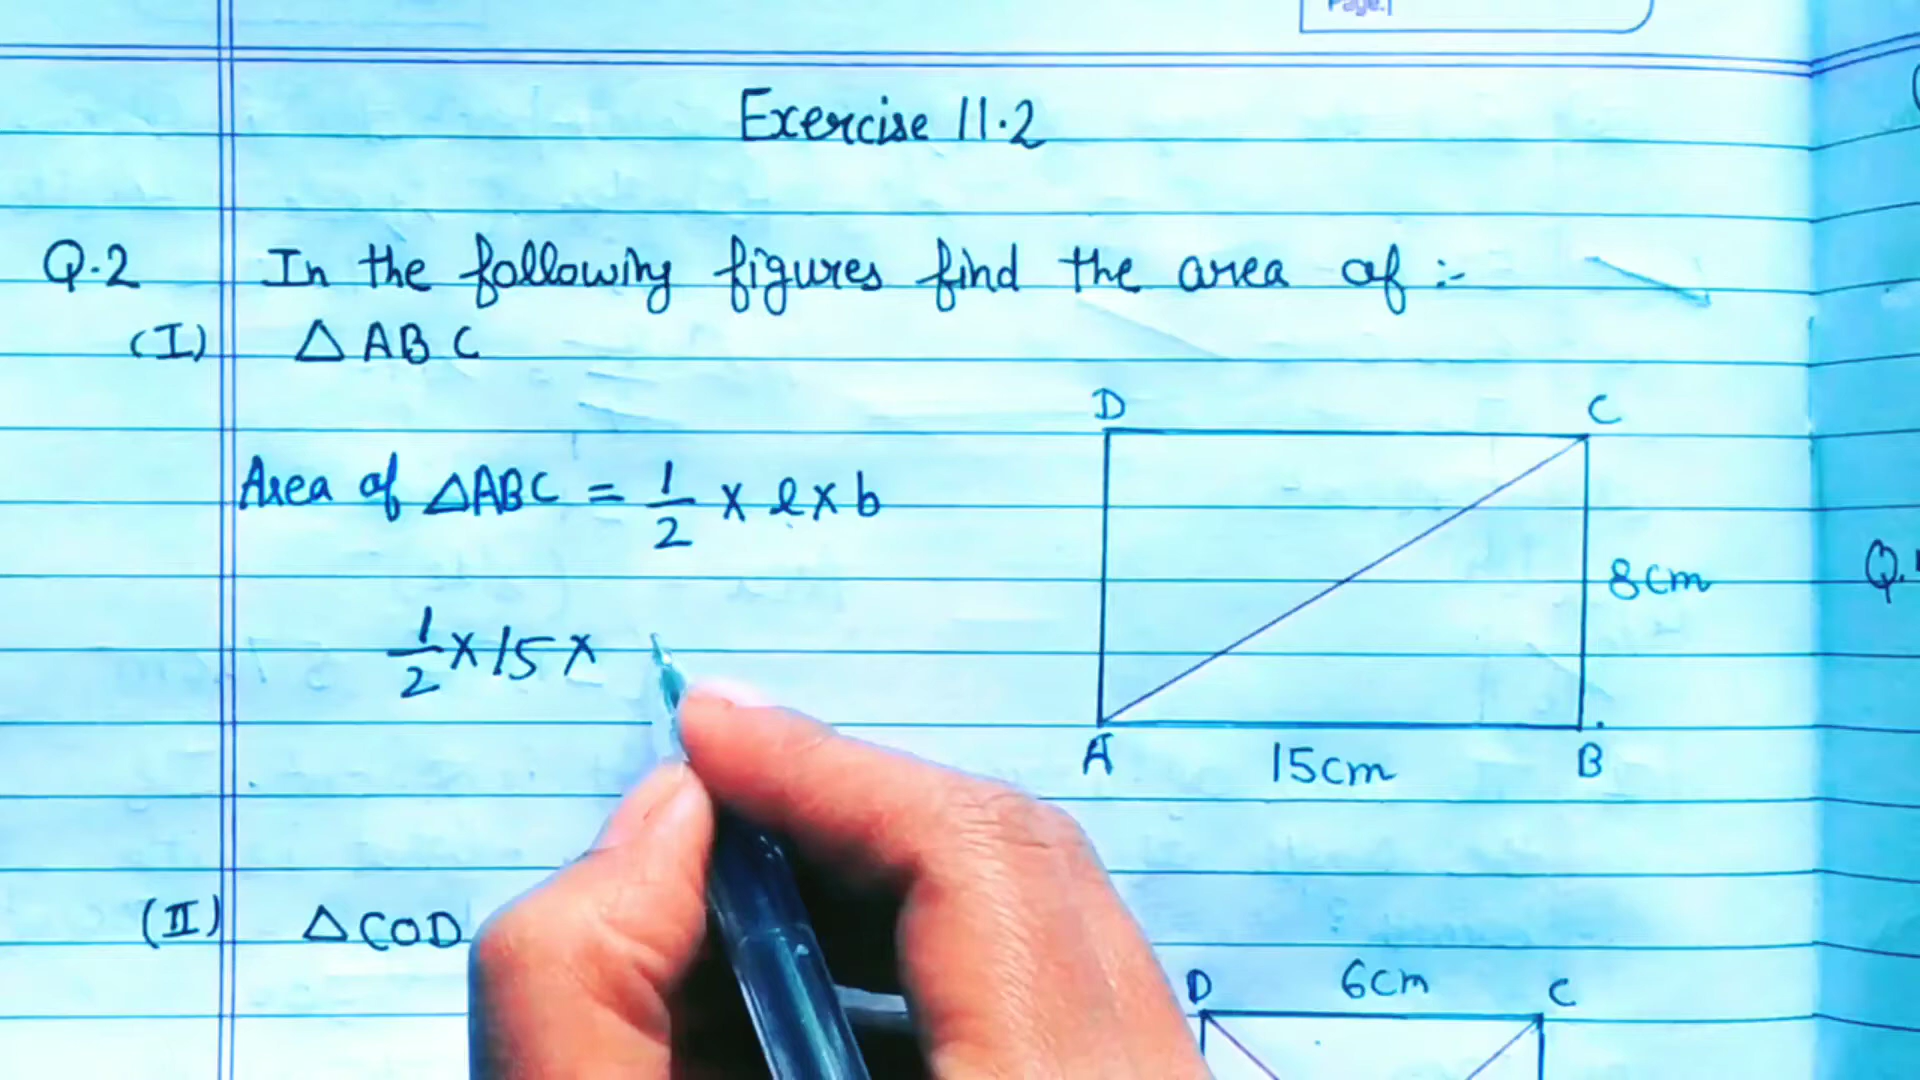 Page.
Exercise 11.2
Q.2 In the following figures find the area of :-
(I) △ABC
D C
Area of △ABC = 1/2 x l x b
8cm
Q.
1/2 x 15 x
A 15cm B
(II) △COD
D 6cm C